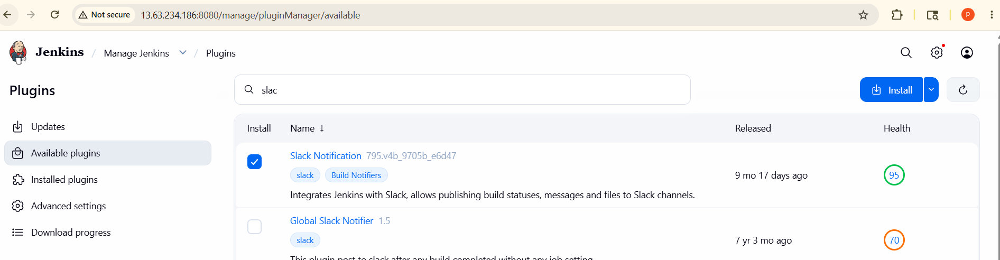 Not secure 13.63.234.186:8080/manage/pluginManager/available P
Jenkins / Manage Jenkins / Plugins
Plugins
slac
Install
Updates
Available plugins
Installed plugins
Advanced settings
Download progress
Install Name ↓ Released Health
Slack Notification 795.v4b_9705b_e6d47
slack Build Notifiers
9 mo 17 days ago 95
Integrates Jenkins with Slack, allows publishing build statuses, messages and files to Slack channels.
Global Slack Notifier 1.5
slack
7 yr 3 mo ago 70
This plugin post to slack after any build completed without any job setting